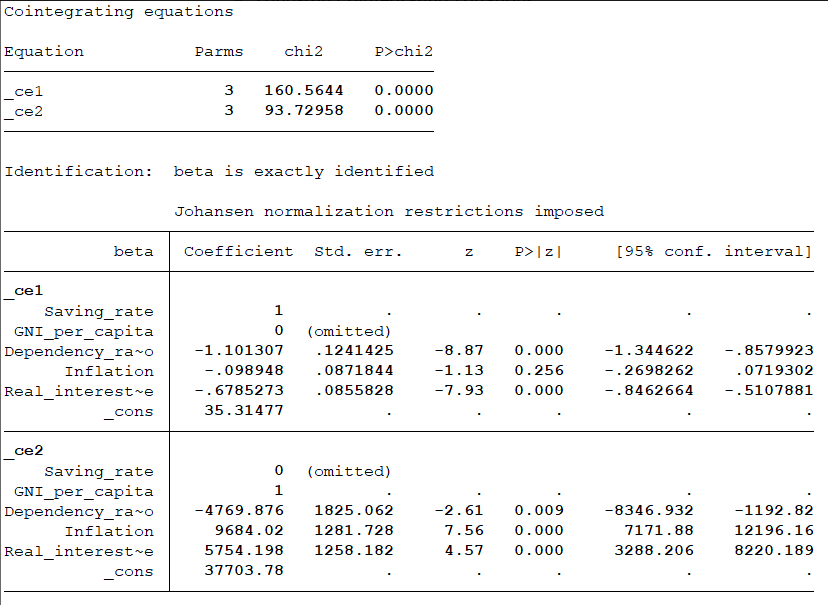 Cointegrating equations
Equation Parms chi2 P>chi2
_ce1 3 160.5644 0.0000
_ce2 3 93.72958 0.0000
Identification: beta is exactly identified
Johansen normalization restrictions imposed
beta Coefficient Std. err. z P>|z| [95% conf. interval]
_ce1
Saving_rate 1 . . . . .
GNI_per_capita 0 (omitted)
Dependency_ra~o -1.101307 .1241425 -8.87 0.000 -1.344622 -.8579923
Inflation -.098948 .0871844 -1.13 0.256 -.2698262 .0719302
Real_interest~e -.6785273 .0855828 -7.93 0.000 -.8462664 -.5107881
_cons 35.31477 . . . . .
_ce2
Saving_rate 0 (omitted)
GNI_per_capita 1 . . . . .
Dependency_ra~o -4769.876 1825.062 -2.61 0.009 -8346.932 -1192.82
Inflation 9684.02 1281.728 7.56 0.000 7171.88 12196.16
Real_interest~e 5754.198 1258.182 4.57 0.000 3288.206 8220.189
_cons 37703.78 . . . . .